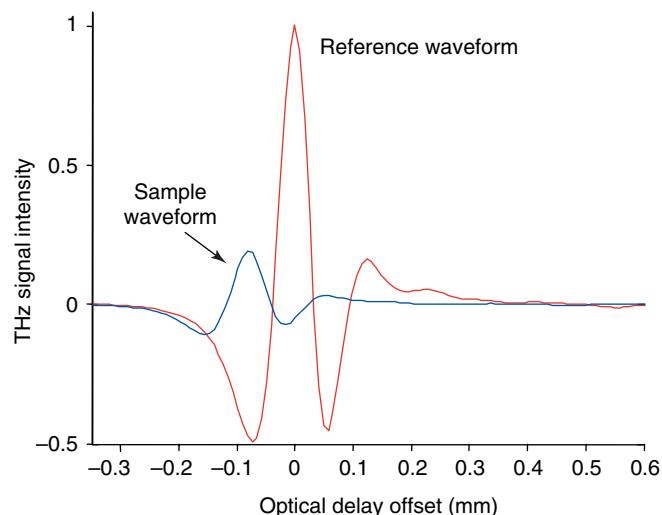 1
Reference waveform
0.5
Sample
waveform
THz signal intensity
0
–0.5
–0.3 –0.2 –0.1 0 0.1 0.2 0.3 0.4 0.5 0.6
Optical delay offset (mm)